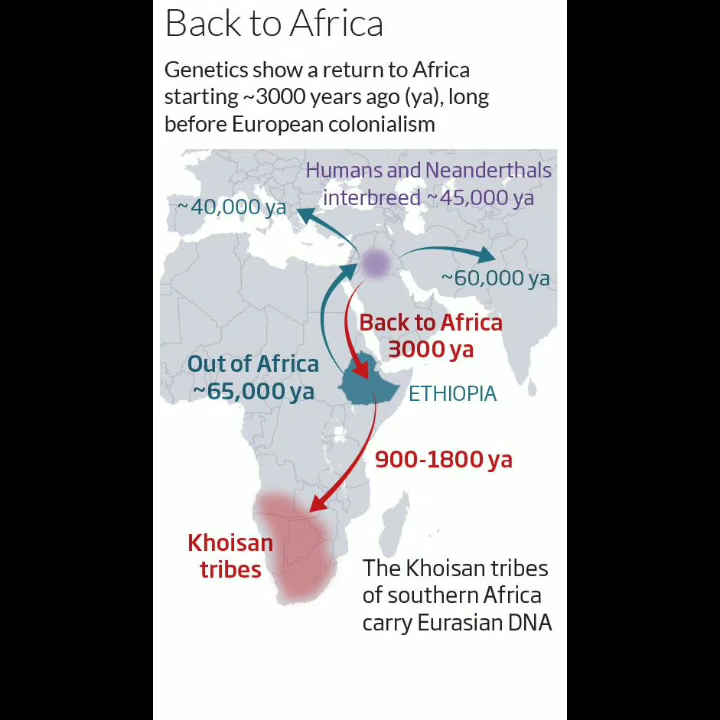 Back to Africa
Genetics show a return to Africa
starting ~3000 years ago (ya), long
before European colonialism
Humans and Neanderthals
interbreed ~45,000 ya
~40,000 ya
~60,000 ya
Back to Africa
3000 ya
Out of Africa
~65,000 ya
ETHIOPIA
900-1800 ya
Khoisan
tribes
The Khoisan tribes
of southern Africa
carry Eurasian DNA